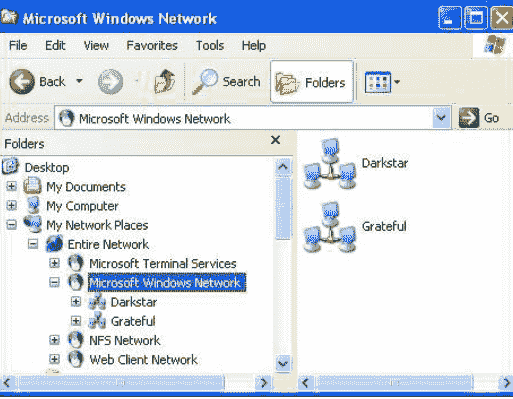 Microsoft Windows Network
File Edit View Favorites Tools Help
Back Search Folders
Address Microsoft Windows Network Go
Folders
Desktop
My Documents
My Computer
My Network Places
Entire Network
Microsoft Terminal Services
Microsoft Windows Network
Darkstar
Grateful
NFS Network
Web Client Network
Darkstar
Grateful